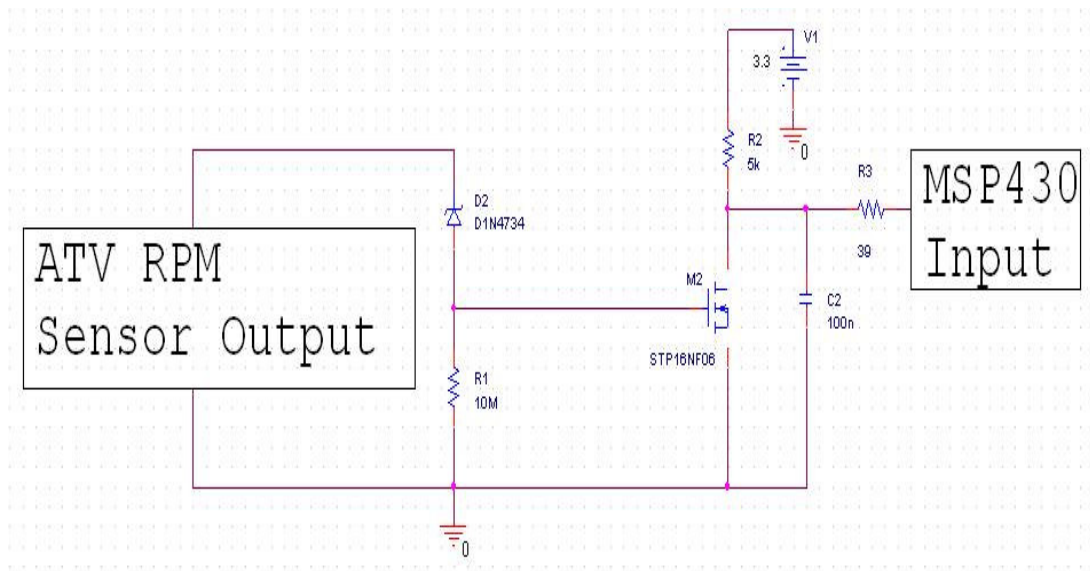 V1
3.3
0
R2
5k
R3
39
MSP430
Input
D2
D1N4734
ATV RPM
Sensor Output
M2
STP16NF06
C2
100n
R1
10M
0